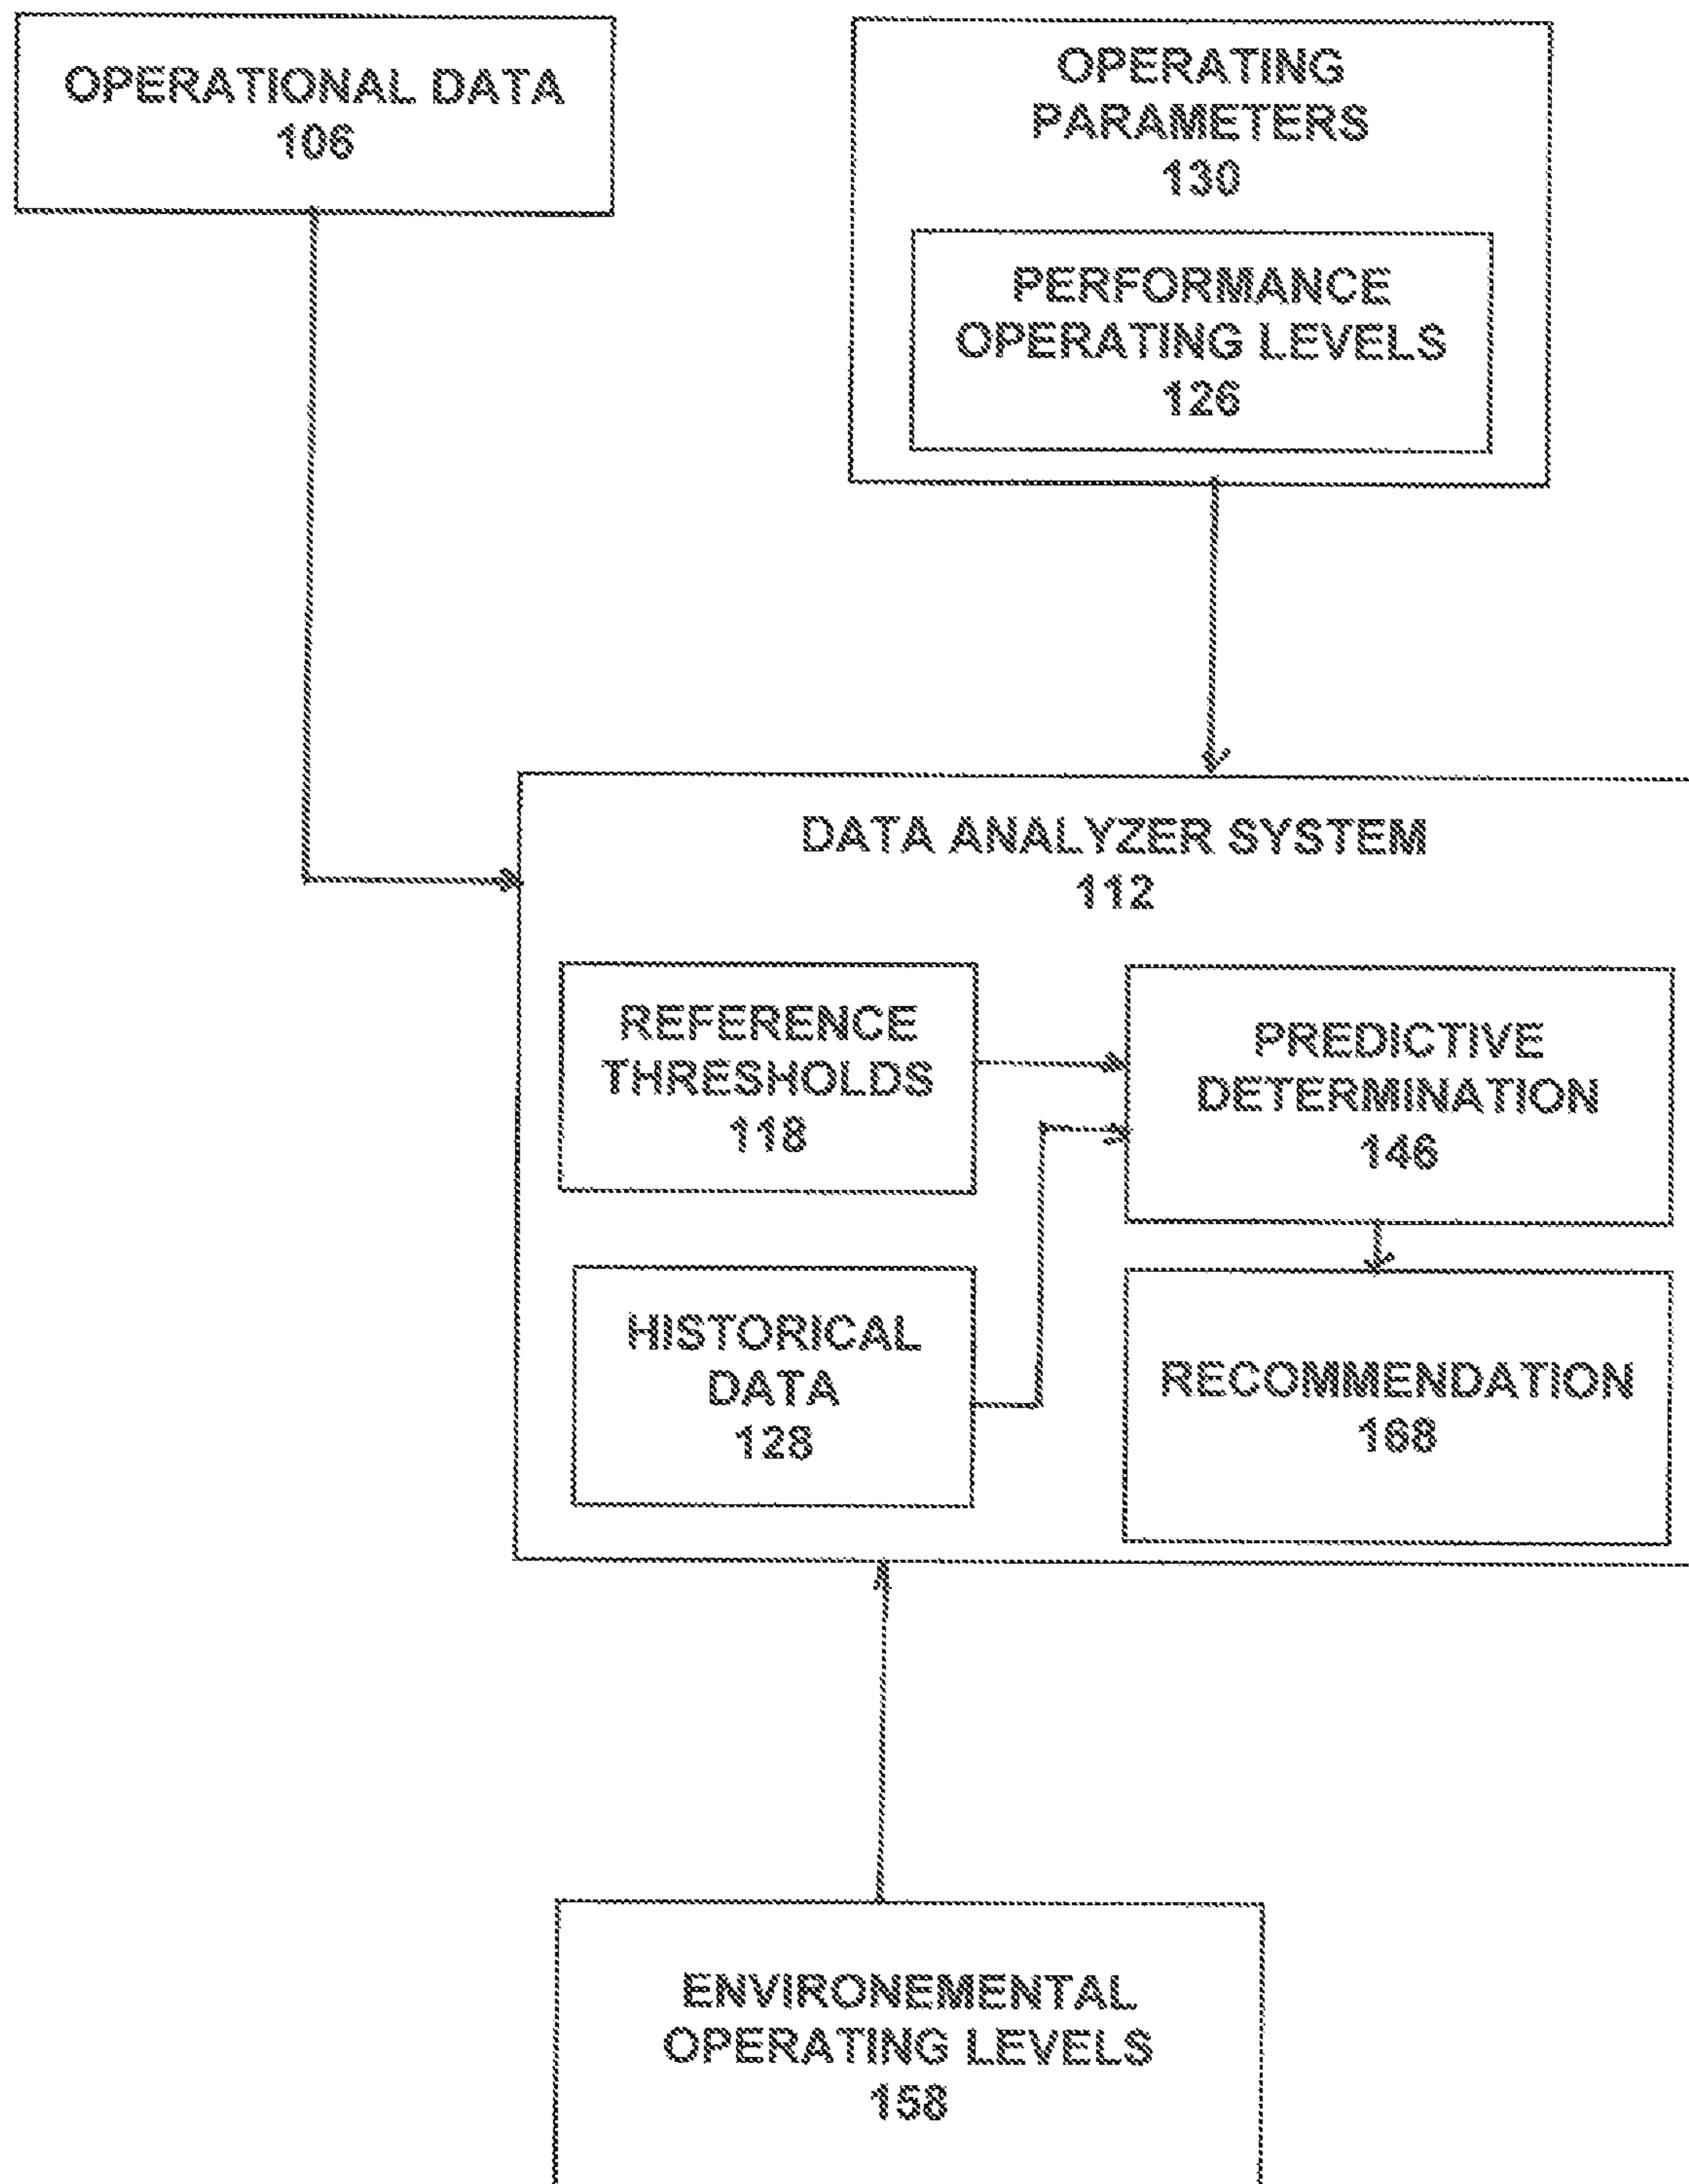 OPERATIONAL DATA
106
OPERATING
PARAMETERS
130
PERFORMANCE
OPERATING LEVELS
126
DATA ANALYZER SYSTEM
112
REFERENCE
THRESHOLDS
118
PREDICTIVE
DETERMINATION
146
HISTORICAL
DATA
128
RECOMMENDATION
168
ENVIRONEMENTAL
OPERATING LEVELS
158